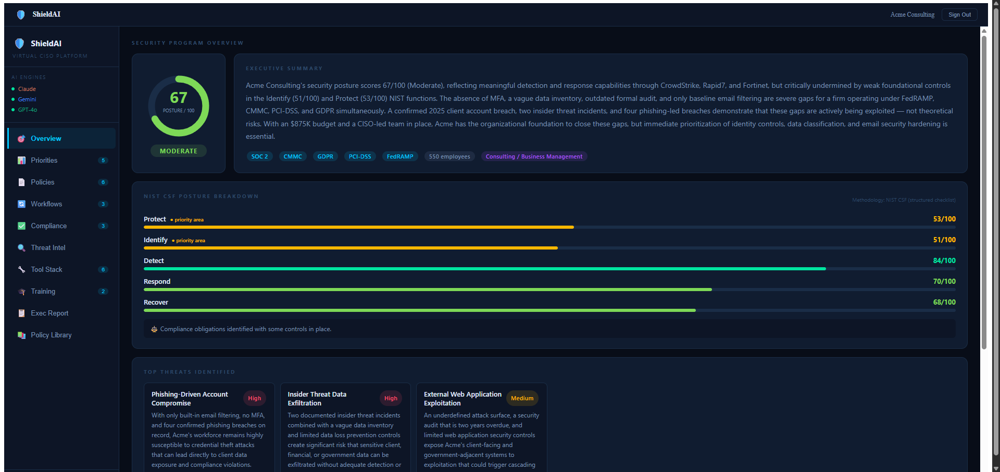 ShieldAI
Acme Consulting
Sign Out
ShieldAI
VIRTUAL CISO PLATFORM
AI ENGINES
Claude
Gemini
GPT-4o
Overview
Priorities 5
Policies 6
Workflows 3
Compliance 3
Threat Intel
Tool Stack 6
Training 2
Exec Report
Policy Library
SECURITY PROGRAM OVERVIEW
67
POSTURE / 100
MODERATE
EXECUTIVE SUMMARY
Acme Consulting's security posture scores 67/100 (Moderate), reflecting meaningful detection and response capabilities through CrowdStrike, Rapid7, and Fortinet, but critically undermined by weak foundational controls
in the Identify (51/100) and Protect (53/100) NIST functions. The absence of MFA, a vague data inventory, outdated formal audit, and only baseline email filtering are severe gaps for a firm operating under FedRAMP,
CMMC, PCI-DSS, and GDPR simultaneously. A confirmed 2025 client account breach, two insider threat incidents, and four phishing-led breaches demonstrate that these gaps are actively being exploited — not theoretical
risks. With an $875K budget and a CISO-led team in place, Acme has the organizational foundation to close these gaps, but immediate prioritization of identity controls, data classification, and email security hardening is
essential.
SOC 2 CMMC GDPR PCI-DSS FedRAMP 550 employees Consulting / Business Management
NIST CSF POSTURE BREAKDOWN
Methodology: NIST CSF (structured checklist)
Protect ● priority area 53/100
Identify ● priority area 51/100
Detect 84/100
Respond 70/100
Recover 68/100
Compliance obligations identified with some controls in place.
TOP THREATS IDENTIFIED
Phishing-Driven Account
Compromise
High
With only built-in email filtering, no MFA,
and four confirmed phishing breaches on
record, Acme's workforce remains highly
susceptible to credential theft attacks
that can lead directly to client data
exposure and compliance violations.
Insider Threat Data
Exfiltration
High
Two documented insider threat incidents
combined with a vague data inventory
and limited data loss prevention controls
create significant risk that sensitive client,
financial, or government data can be
exfiltrated without adequate detection or
External Web Application
Exploitation
Medium
An underdefined attack surface, a security
audit that is two years overdue, and
limited web application security controls
expose Acme's client-facing and
government-adjacent systems to
exploitation that could trigger cascading